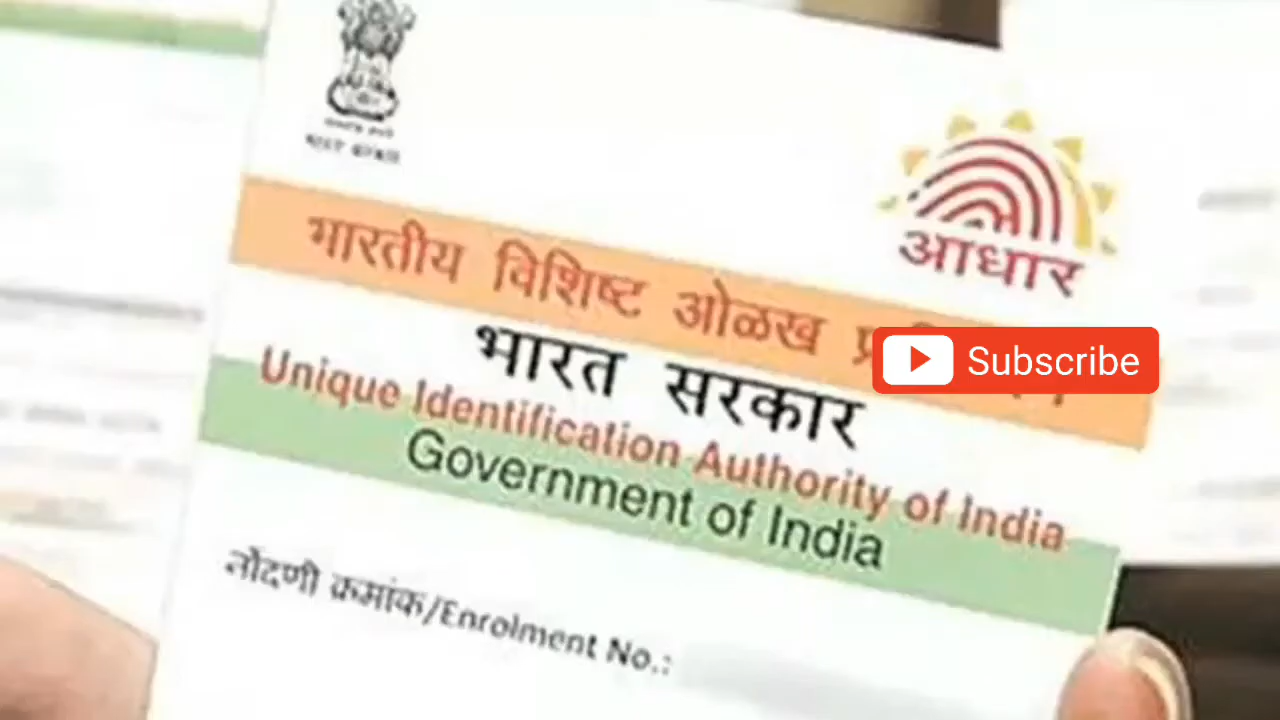 आधार
भारतीय विशिष्ट ओळख
भारत सरकार
Subscribe
Unique Identification Authority of India
Government of India
नोंदणी क्रमांक/Enrolment No.: